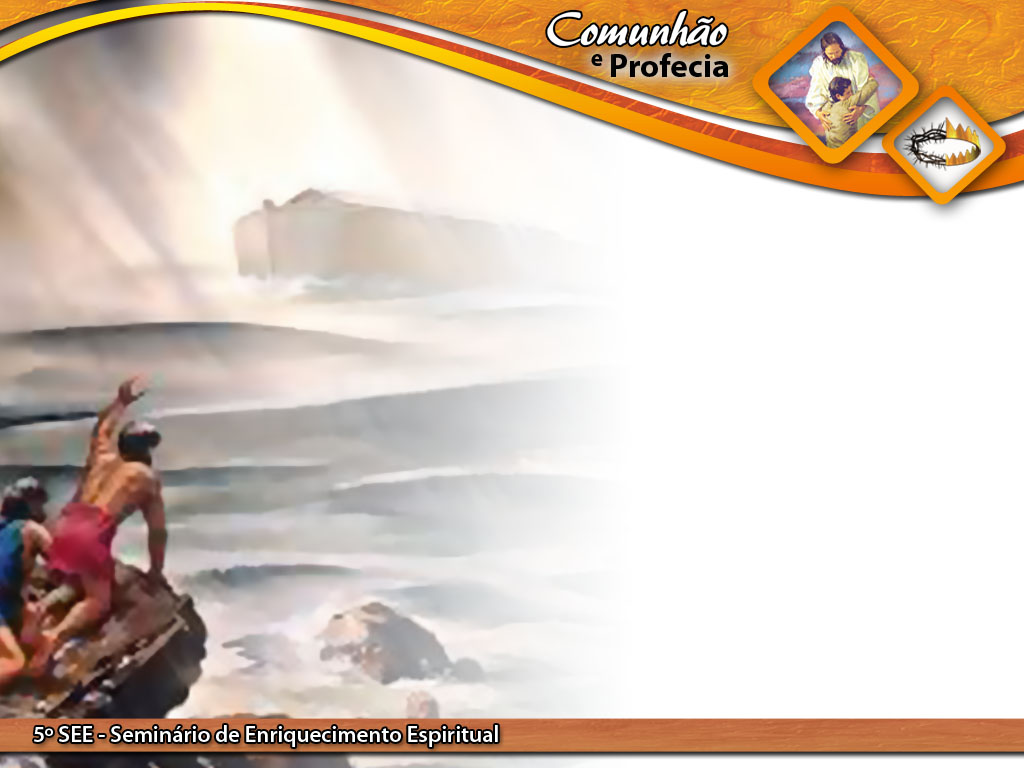 Comunhão
e Profecia
5º SEE - Seminário de Enriquecimento Espiritual